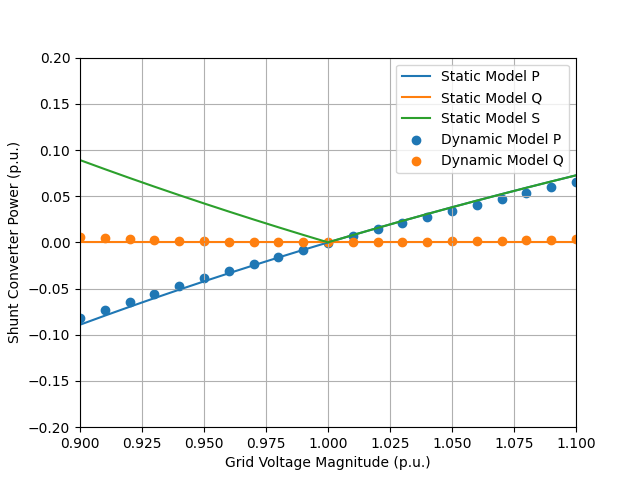 0.20
0.15
0.10
0.05
0.00
−0.05
−0.10
−0.15
−0.20
Shunt Converter Power (p.u.)
Static Model P
Static Model Q
Static Model S
Dynamic Model P
Dynamic Model Q
0.900 0.925 0.950 0.975 1.000 1.025 1.050 1.075 1.100
Grid Voltage Magnitude (p.u.)